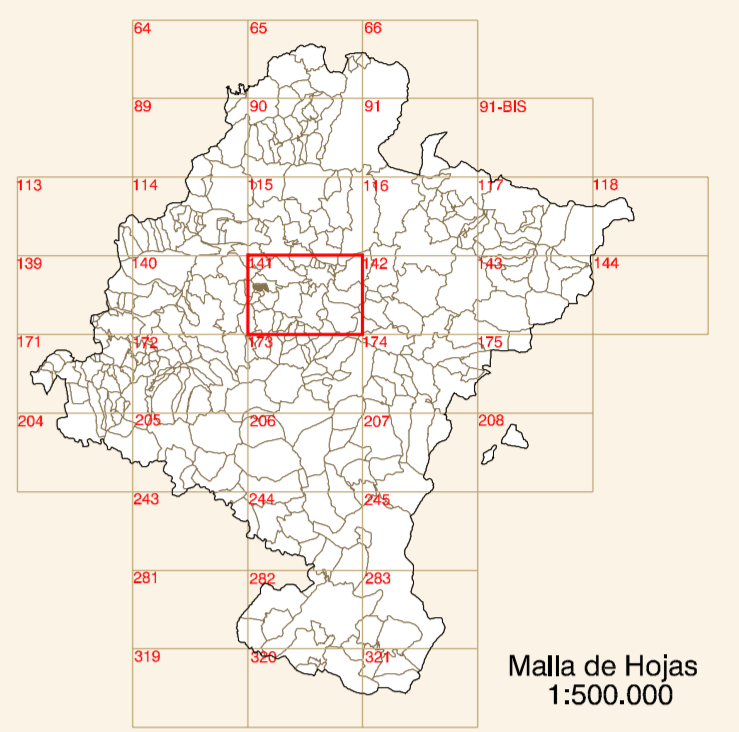 64 65 66
89 90 91 91-BIS
113 114 115 116 117 118
139 140 141 142 143 144
171 172 173 174 175
204 205 206 207 208
243 244 245
281 282 283
319 320 321
Malla de Hojas
1:500.000